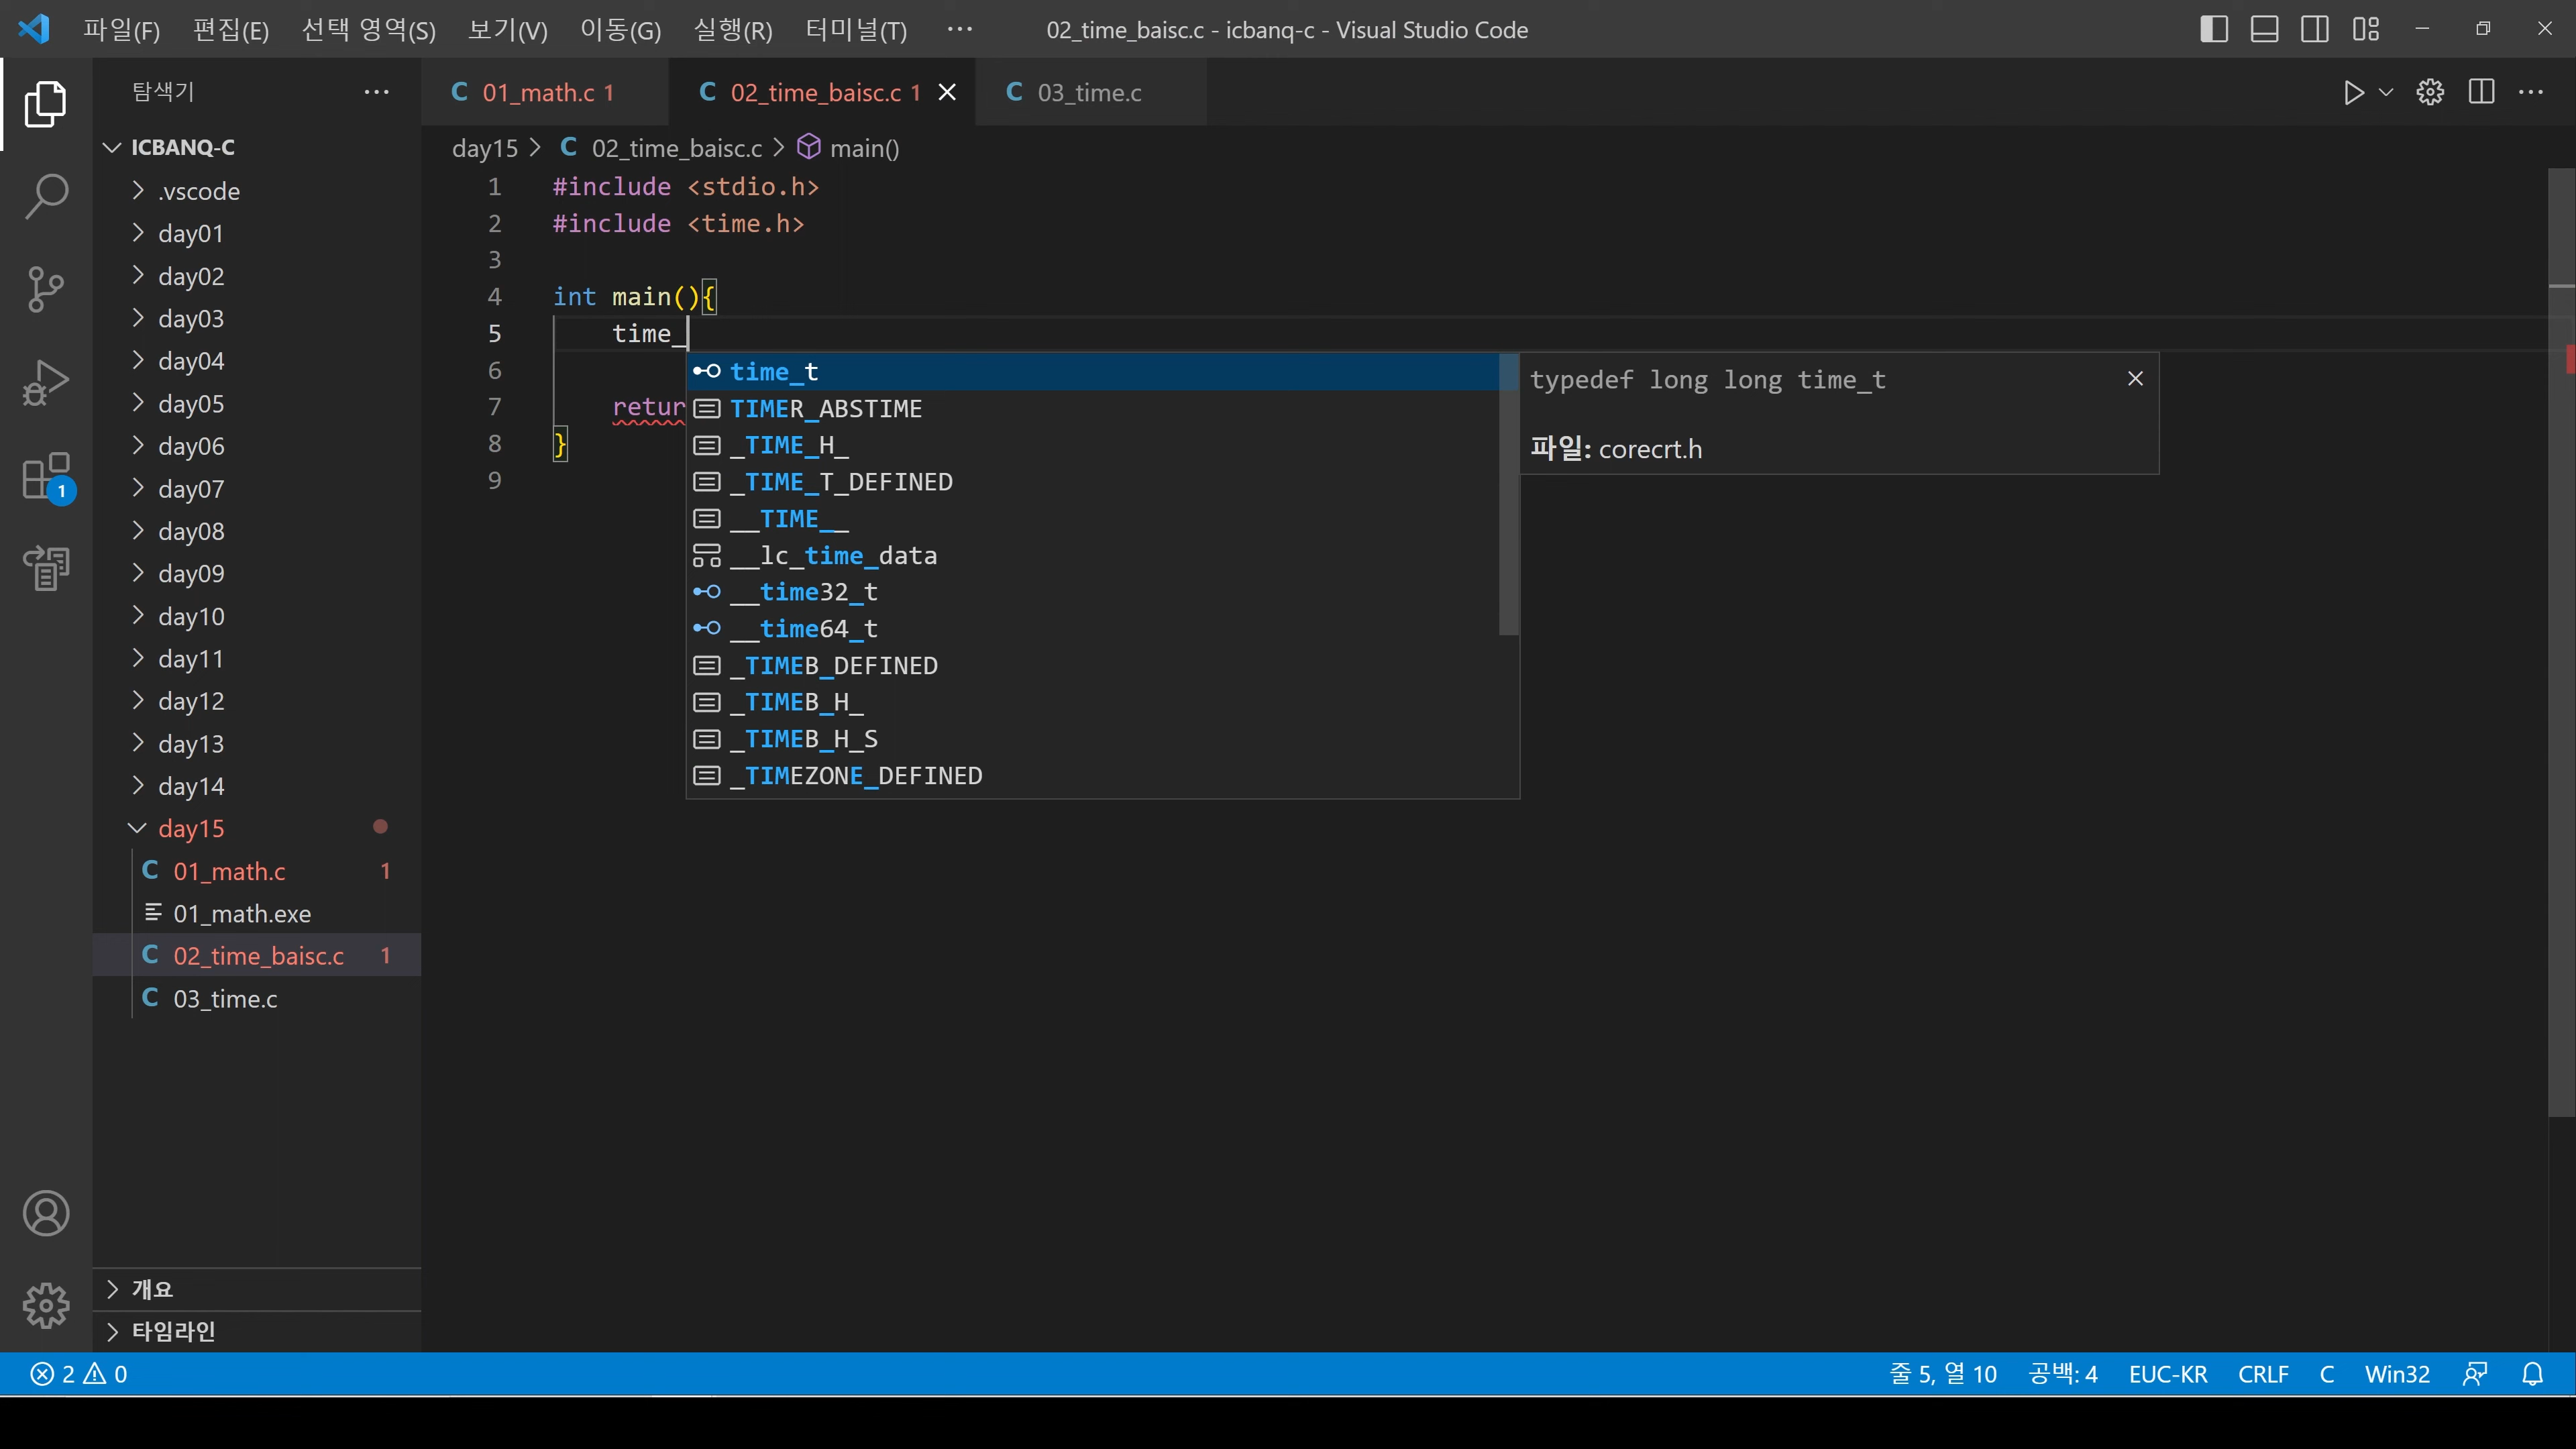 파일(F) 편집(E) 선택 영역(S) 보기(V) 이동(G) 실행(R) 터미널(T) ··· 02_time_baisc.c - icbanq-c - Visual Studio Code
탐색기 ···
C 01_math.c 1 C 02_time_baisc.c 1 C 03_time.c
ICBANQ-C
.vscode
day01
day02
day03
day04
day05
day06
day07
day08
day09
day10
day11
day12
day13
day14
day15
C 01_math.c 1
01_math.exe
C 02_time_baisc.c 1
C 03_time.c
개요
타임라인
1
day15 > C 02_time_baisc.c > main()
1 #include <stdio.h>
2 #include <time.h>
3
4 int main(){
5 time_
6
7 retur
8 }
9
time_t
TIMER_ABSTIME
_TIME_H_
_TIME_T_DEFINED
__TIME__
__lc_time_data
__time32_t
__time64_t
_TIMEB_DEFINED
_TIMEB_H_
_TIMEB_H_S
_TIMEZONE_DEFINED
typedef long long time_t
파일: corecrt.h
2 0 줄 5, 열 10 공백: 4 EUC-KR CRLF C Win32